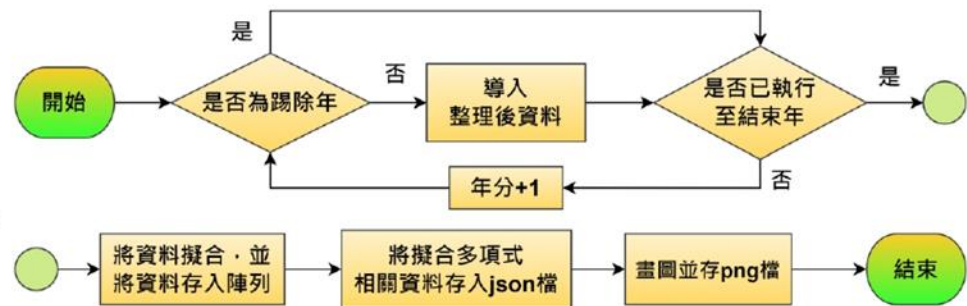 是
開始
是否為踢除年
否
導入
整理後資料
是否已執行
至結束年
是
年分+1
否
將資料擬合，並
將資料存入陣列
將擬合多項式
相關資料存入json檔
畫圖並存png檔
結束